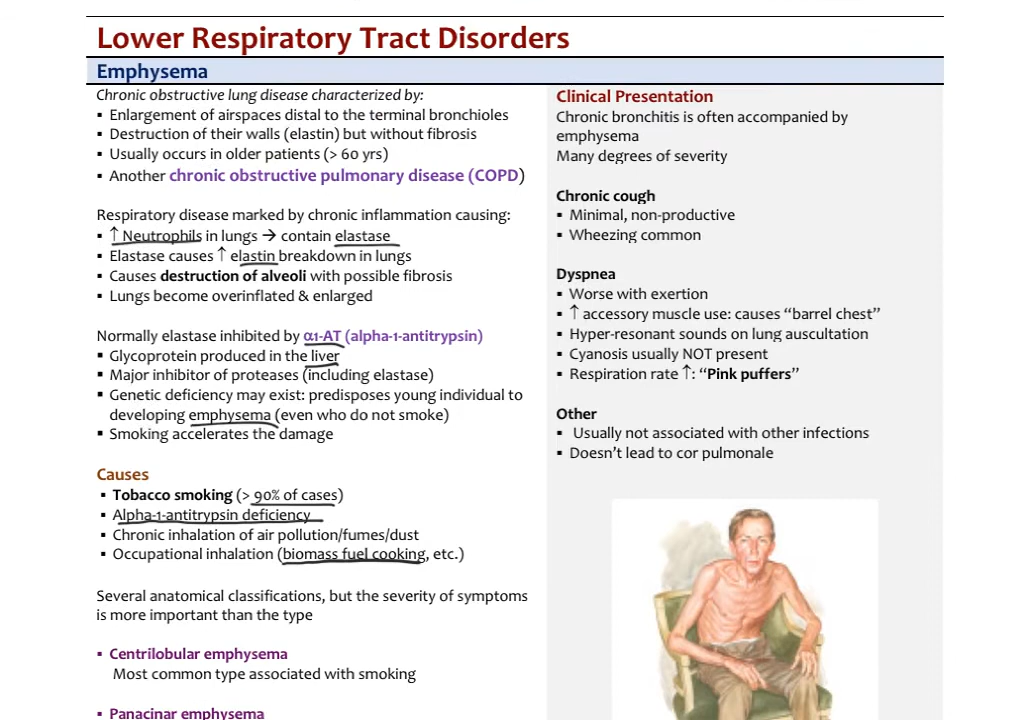 Lower Respiratory Tract Disorders
Emphysema
Chronic obstructive lung disease characterized by:
▪ Enlargement of airspaces distal to the terminal bronchioles
▪ Destruction of their walls (elastin) but without fibrosis
▪ Usually occurs in older patients (> 60 yrs)
▪ Another chronic obstructive pulmonary disease (COPD)
Respiratory disease marked by chronic inflammation causing:
▪ ↑ Neutrophils in lungs → contain elastase
▪ Elastase causes ↑ elastin breakdown in lungs
▪ Causes destruction of alveoli with possible fibrosis
▪ Lungs become overinflated & enlarged
Normally elastase inhibited by α1-AT (alpha-1-antitrypsin)
▪ Glycoprotein produced in the liver
▪ Major inhibitor of proteases (including elastase)
▪ Genetic deficiency may exist: predisposes young individual to
developing emphysema (even who do not smoke)
▪ Smoking accelerates the damage
Causes
▪ Tobacco smoking (> 90% of cases)
▪ Alpha-1-antitrypsin deficiency
▪ Chronic inhalation of air pollution/fumes/dust
▪ Occupational inhalation (biomass fuel cooking, etc.)
Several anatomical classifications, but the severity of symptoms
is more important than the type
▪ Centrilobular emphysema
Most common type associated with smoking
▪ Panacinar emphysema
Clinical Presentation
Chronic bronchitis is often accompanied by
emphysema
Many degrees of severity
Chronic cough
▪ Minimal, non-productive
▪ Wheezing common
Dyspnea
▪ Worse with exertion
▪ ↑ accessory muscle use: causes “barrel chest”
▪ Hyper-resonant sounds on lung auscultation
▪ Cyanosis usually NOT present
▪ Respiration rate ↑: “Pink puffers”
Other
▪ Usually not associated with other infections
▪ Doesn’t lead to cor pulmonale